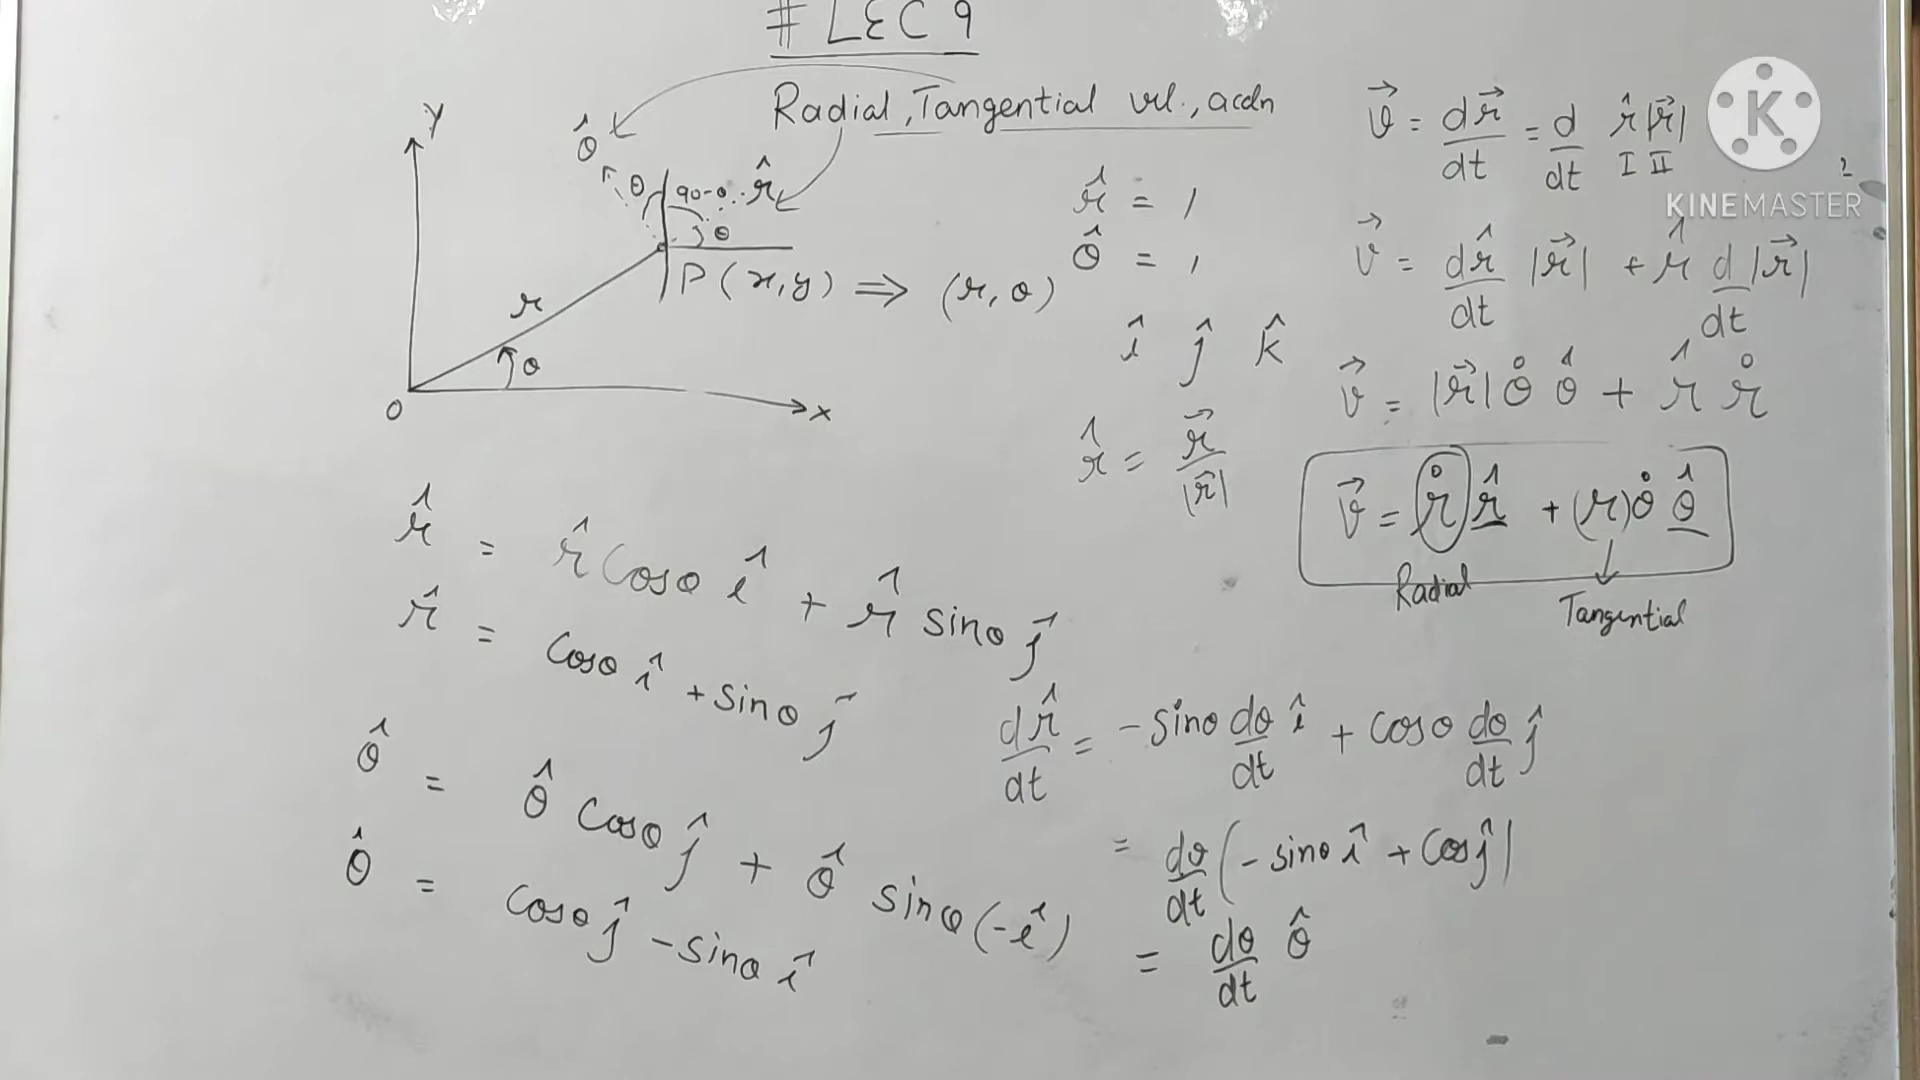 # LEC 9
Radial, Tangential vel., accln
y
θ̂
θ 90-θ r̂
θ
P(x,y) ⇒ (r,θ)
r
θ
O
x
r̂ = 1
θ̂ = 1
î ĵ k̂
r̂ = r⃗/|r⃗|
r̂ = r̂ cosθ î + r̂ sinθ ĵ
r̂ = cosθ î + sinθ ĵ
θ̂ = θ̂ cosθ ĵ + θ̂ sinθ(-î)
θ̂ = cosθ ĵ - sinθ î
v⃗ = dr⃗/dt = d/dt r̂ |r⃗|
I II
v⃗ = dr̂/dt |r⃗| + r̂ d/dt |r⃗|
v⃗ = |r⃗| θ̊ θ̂ + r̂ r̊
v⃗ = r̊ r̂ + (r)θ̊ θ̂
Radial
Tangential
dr̂/dt = -sinθ dθ/dt î + cosθ dθ/dt ĵ
= dθ/dt (-sinθ î + cos ĵ)
= dθ/dt θ̂
K
KINEMASTER